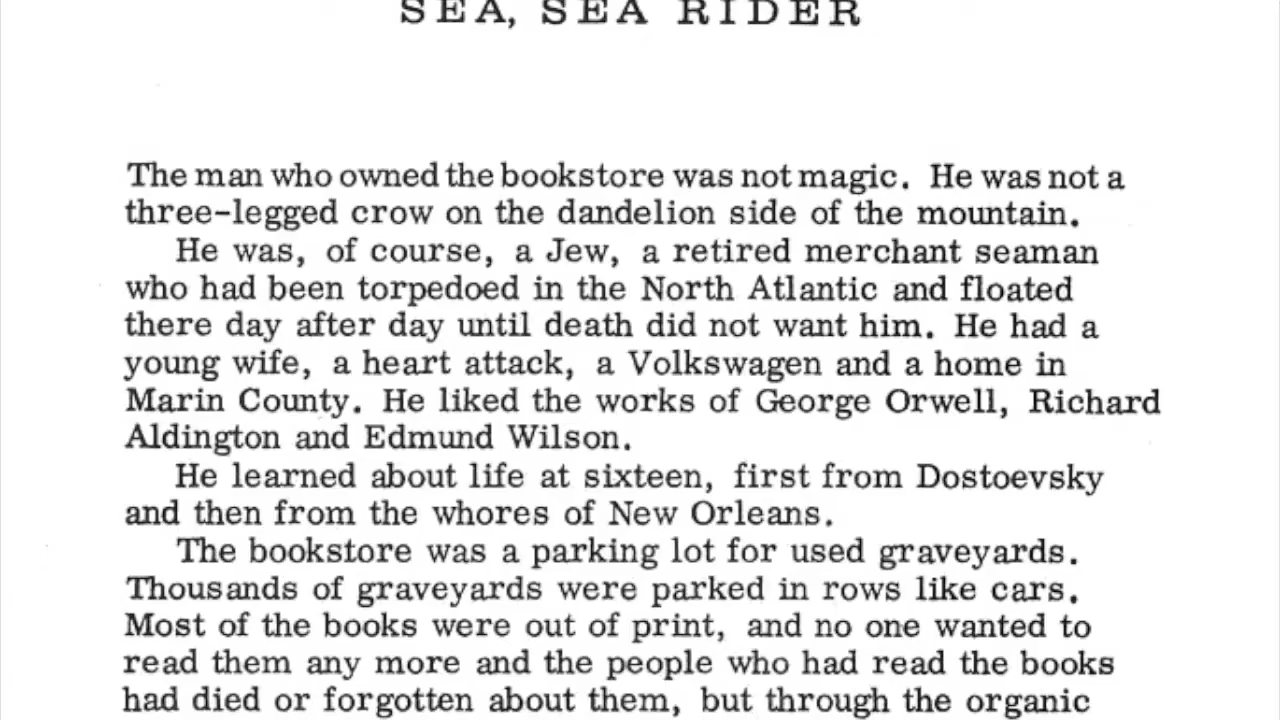 SEA, SEA RIDER
The man who owned the bookstore was not magic. He was not a
three-legged crow on the dandelion side of the mountain.
He was, of course, a Jew, a retired merchant seaman
who had been torpedoed in the North Atlantic and floated
there day after day until death did not want him. He had a
young wife, a heart attack, a Volkswagen and a home in
Marin County. He liked the works of George Orwell, Richard
Aldington and Edmund Wilson.
He learned about life at sixteen, first from Dostoevsky
and then from the whores of New Orleans.
The bookstore was a parking lot for used graveyards.
Thousands of graveyards were parked in rows like cars.
Most of the books were out of print, and no one wanted to
read them any more and the people who had read the books
had died or forgotten about them, but through the organic